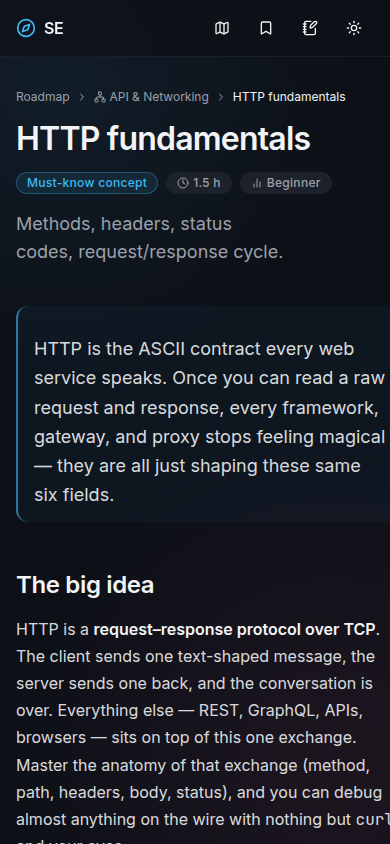 SE
Roadmap > API & Networking > HTTP fundamentals
HTTP fundamentals
Must-know concept 1.5 h Beginner
Methods, headers, status
codes, request/response cycle.
HTTP is the ASCII contract every web
service speaks. Once you can read a raw
request and response, every framework,
gateway, and proxy stops feeling magical
— they are all just shaping these same
six fields.
The big idea
HTTP is a request–response protocol over TCP.
The client sends one text-shaped message, the
server sends one back, and the conversation is
over. Everything else — REST, GraphQL, APIs,
browsers — sits on top of this one exchange.
Master the anatomy of that exchange (method,
path, headers, body, status), and you can debug
almost anything on the wire with nothing but curl
and your eyes.